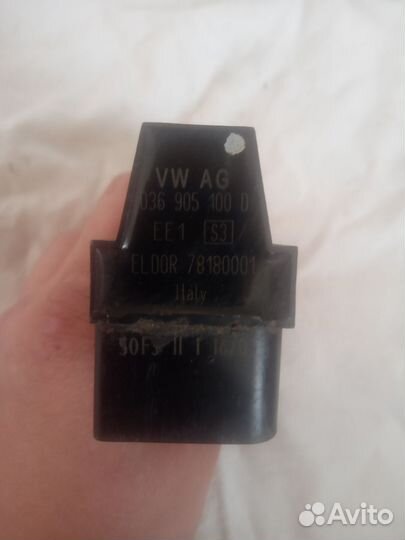 VW AG
036 905 100 D
EE1 S3
ELDOR 78180001
Italy
Avito